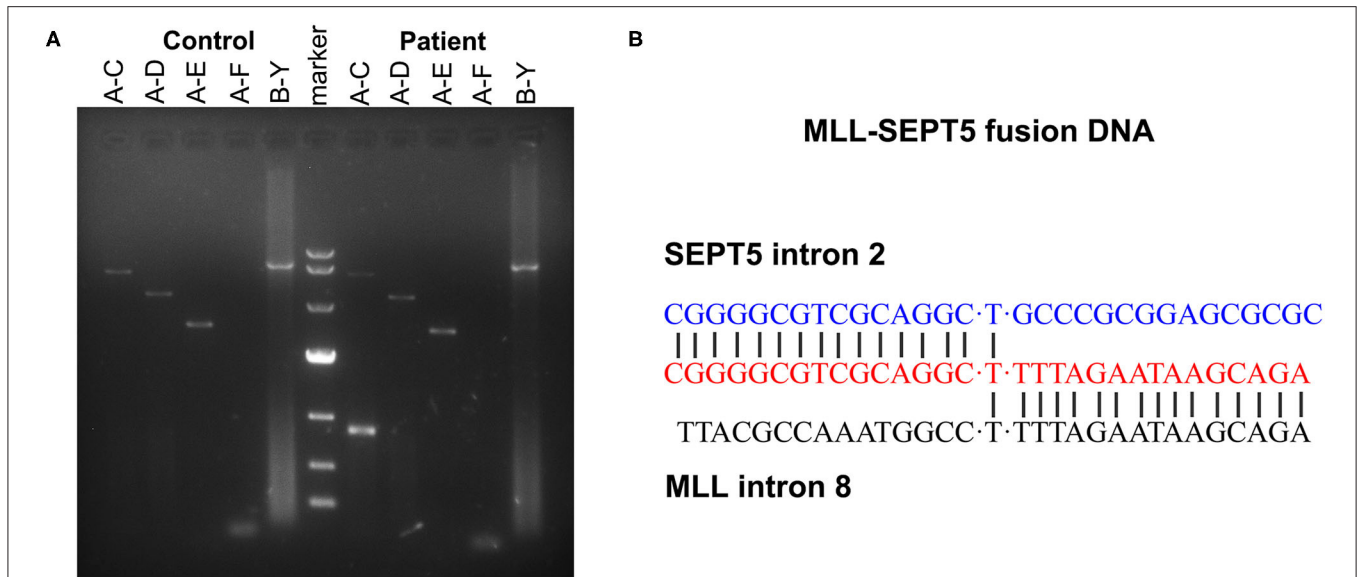 A
Control
Patient
A-C A-D A-E A-F B-Y marker A-C A-D A-E A-F B-Y
B
MLL-SEPT5 fusion DNA
SEPT5 intron 2
CGGGGCGTCGCAGGC·T·GCCCGCGGAGCGCGC
CGGGGCGTCGCAGGC·T·TTTAGAATAAGCAGA
TTACGCCAAATGGCC·T·TTTAGAATAAGCAGA
MLL intron 8